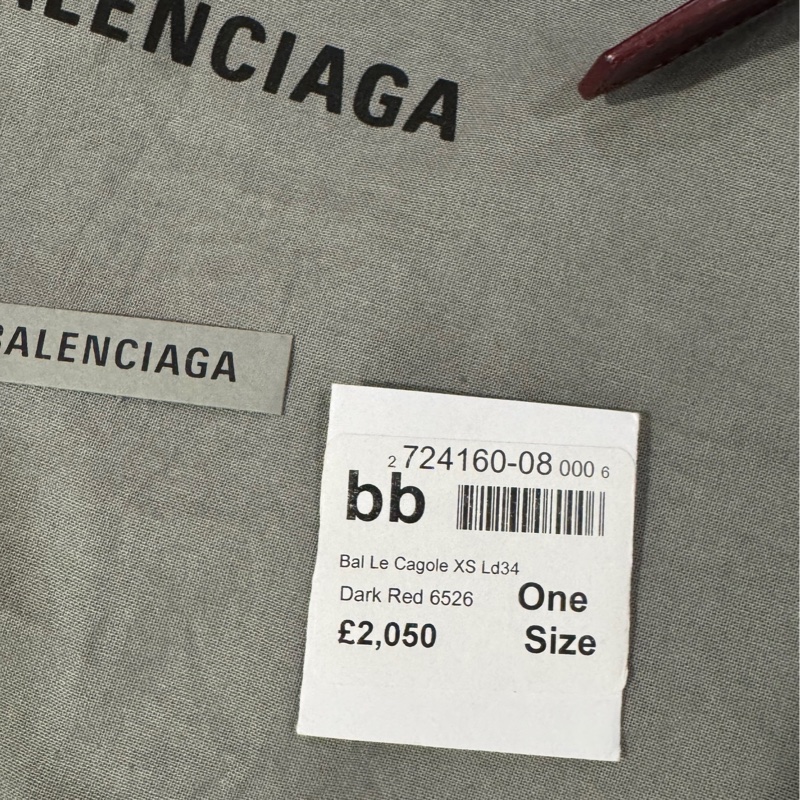 ALENCIAGA
BALENCIAGA
2 724160-08 000 6
bb
Bal Le Cagole XS Ld34
Dark Red 6526
One
Size
£2,050